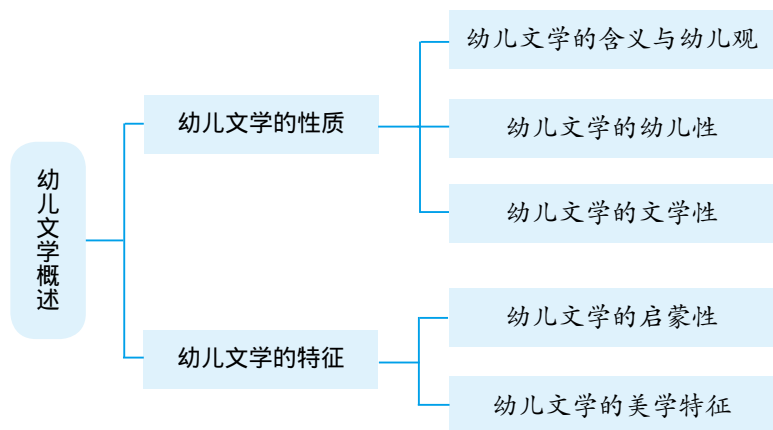 幼儿文学概述
幼儿文学的性质
幼儿文学的含义与幼儿观
幼儿文学的幼儿性
幼儿文学的文学性
幼儿文学的特征
幼儿文学的启蒙性
幼儿文学的美学特征